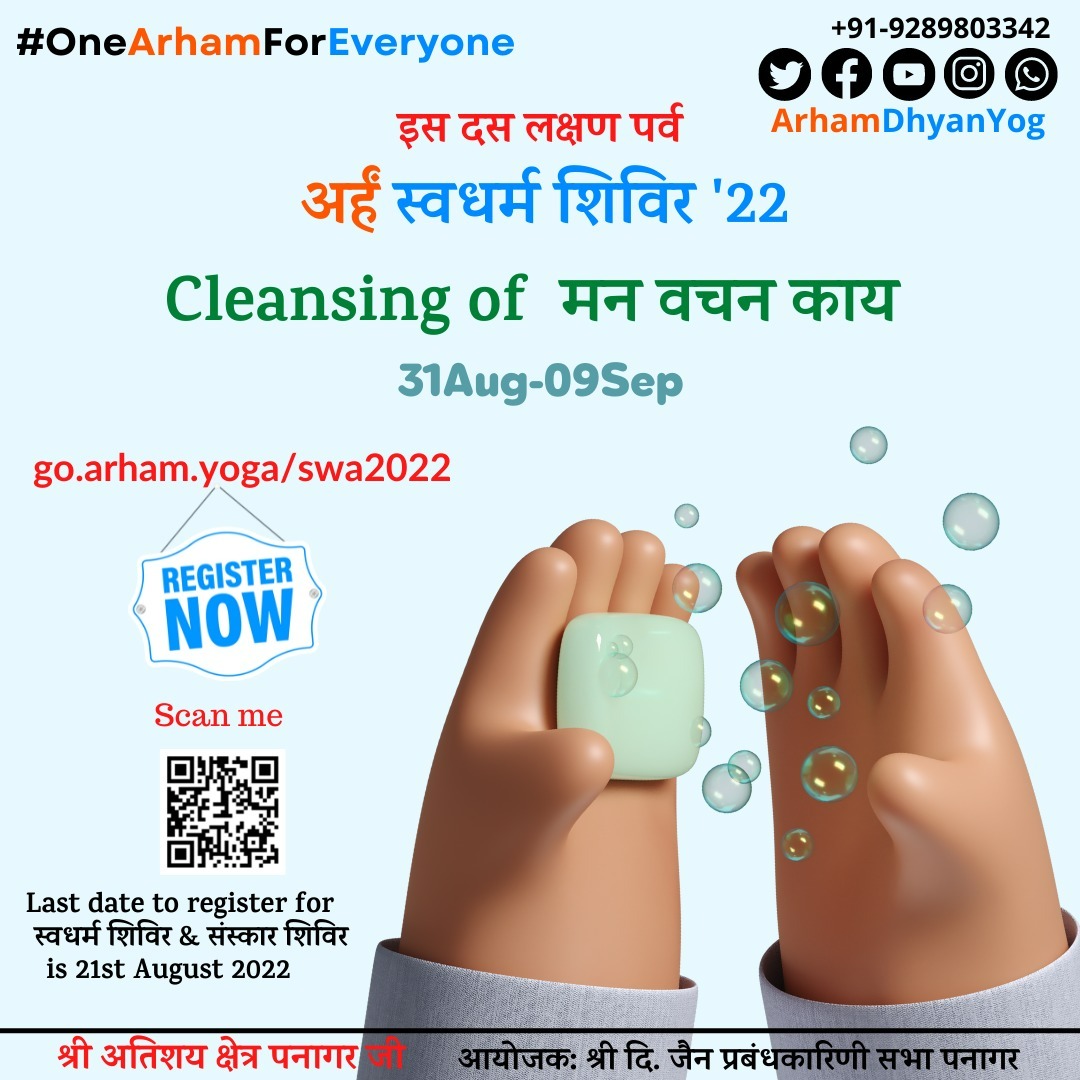 #OneArhamForEveryone
+91-9289803342
ArhamDhyanYog
इस दस लक्षण पर्व
अर्हं स्वधर्म शिविर '22
Cleansing of मन वचन काय
31Aug-09Sep
go.arham.yoga/swa2022
REGISTER
NOW
Scan me
Last date to register for
स्वधर्म शिविर & संस्कार शिविर
is 21st August 2022
श्री अतिशय क्षेत्र पनागर जी आयोजक: श्री दि. जैन प्रबंधकारिणी सभा पनागर